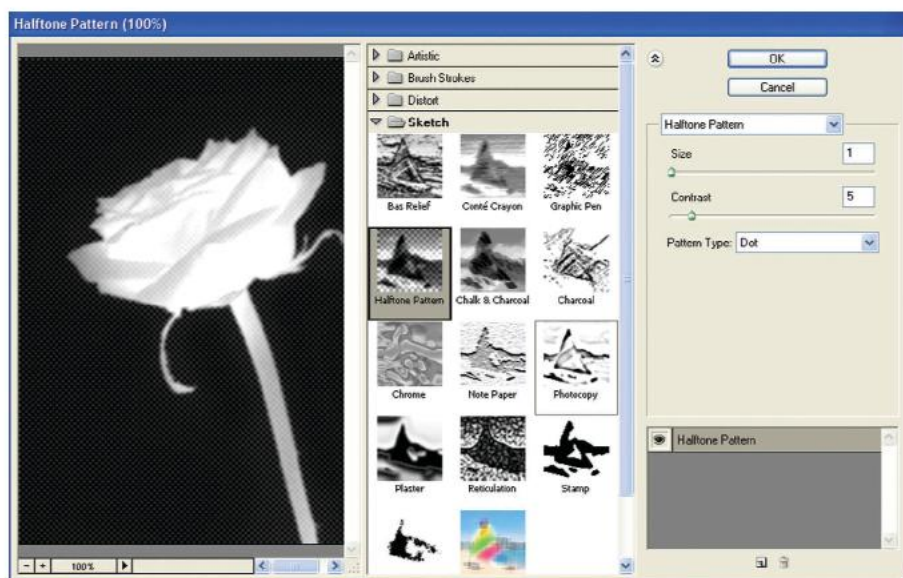 Halftone Pattern (100%)
Artistic
Brush Strokes
Distort
Sketch
Bas Relief
Conté Crayon
Graphic Pen
Halftone Pattern
Chalk & Charcoal
Charcoal
Chrome
Note Paper
Photocopy
Plaster
Reticulation
Stamp
100%
OK
Cancel
Halftone Pattern
Size
1
Contrast
5
Pattern Type: Dot
Halftone Pattern